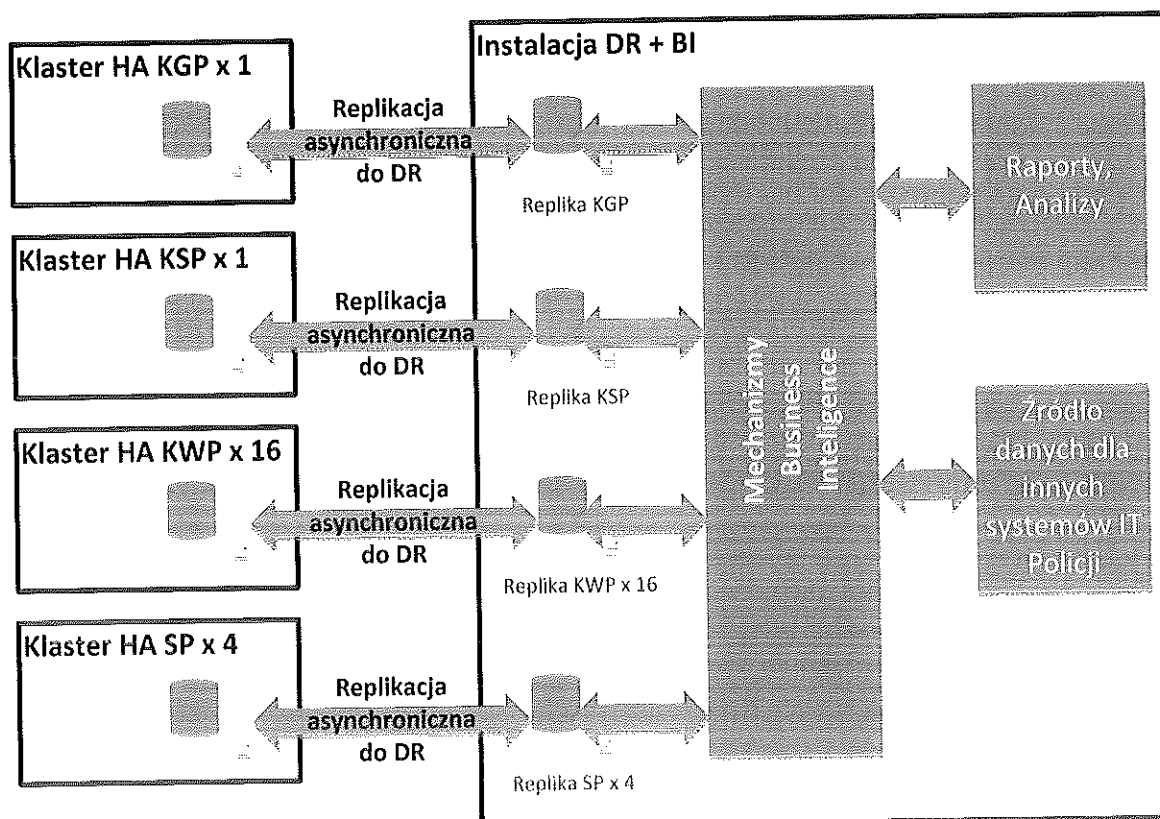 Instalacja DR + BI
Klaster HA KGP x 1
Replikacja
asynchroniczna
do DR
Replika KGP
Klaster HA KSP x 1
Replikacja
asynchroniczna
do DR
Replika KSP
Klaster HA KWP x 16
Replikacja
asynchroniczna
do DR
Replika KWP x 16
Klaster HA SP x 4
Replikacja
asynchroniczna
do DR
Replika SP x 4
Mechanizmy
Business
Inteligence
Raporty,
Analizy
Źródło
danych dla
innych
systemów IT
Policji